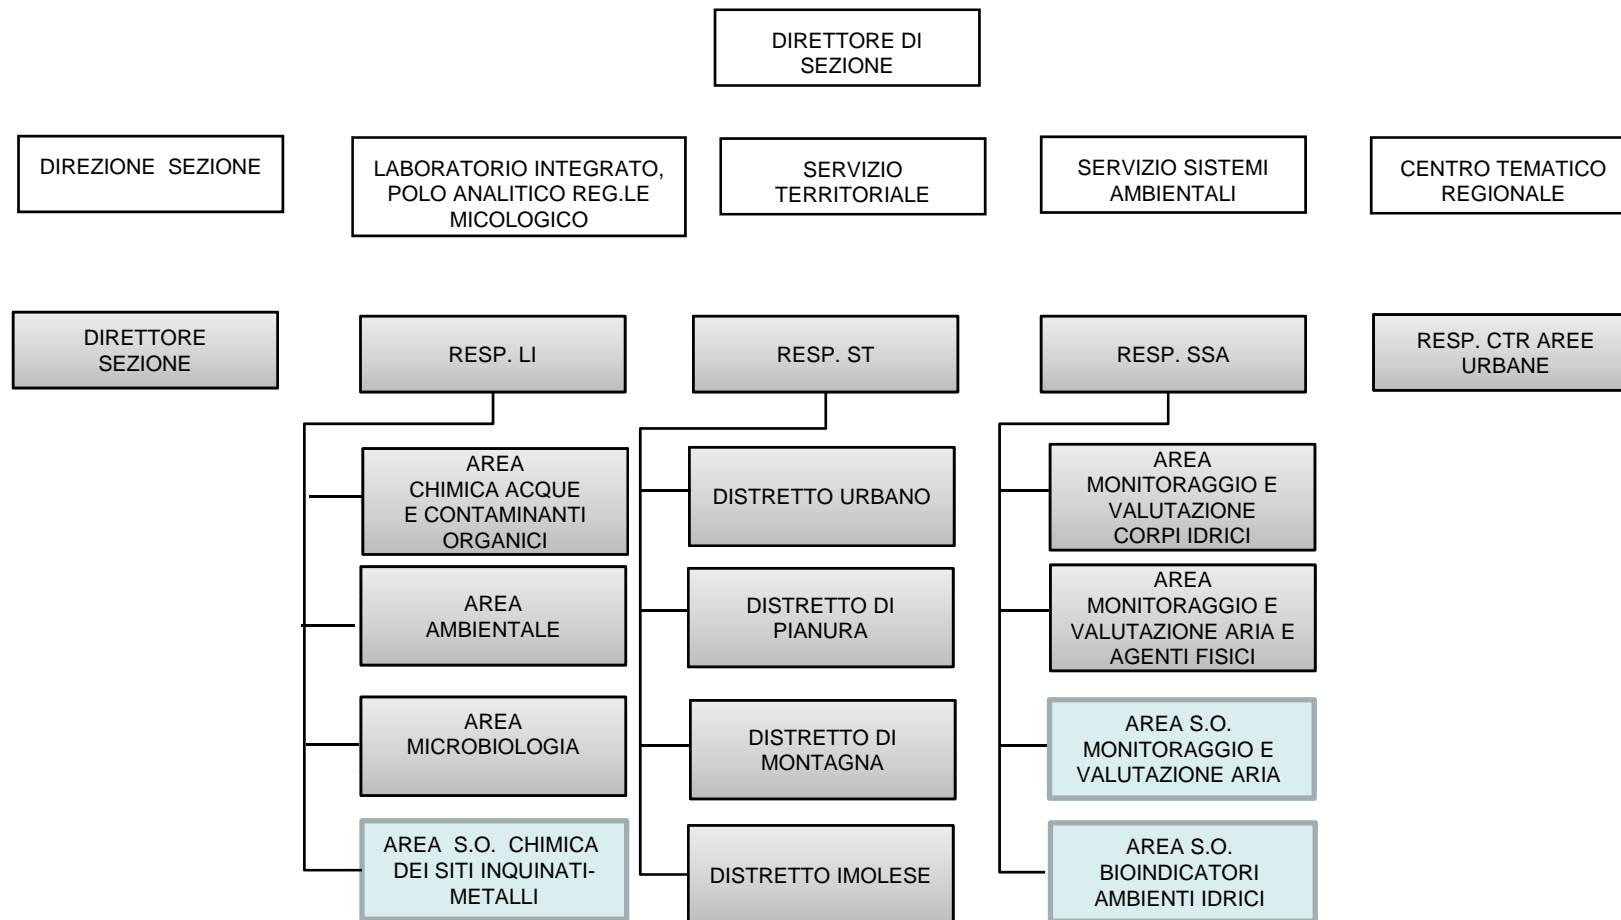 DIRETTORE DI
SEZIONE
DIREZIONE SEZIONE
LABORATORIO INTEGRATO,
POLO ANALITICO REG.LE
MICOLOGICO
SERVIZIO
TERRITORIALE
SERVIZIO SISTEMI
AMBIENTALI
CENTRO TEMATICO
REGIONALE
DIRETTORE
SEZIONE
RESP. LI
RESP. ST
RESP. SSA
RESP. CTR AREE
URBANE
AREA
CHIMICA ACQUE
E CONTAMINANTI
ORGANICI
DISTRETTO URBANO
AREA
MONITORAGGIO E
VALUTAZIONE
CORPI IDRICI
AREA
AMBIENTALE
DISTRETTO DI
PIANURA
AREA
MONITORAGGIO E
VALUTAZIONE ARIA E
AGENTI FISICI
AREA
MICROBIOLOGIA
DISTRETTO DI
MONTAGNA
AREA S.O.
MONITORAGGIO E
VALUTAZIONE ARIA
AREA S.O. CHIMICA
DEI SITI INQUINATI-
METALLI
DISTRETTO IMOLESE
AREA S.O.
BIOINDICATORI
AMBIENTI IDRICI